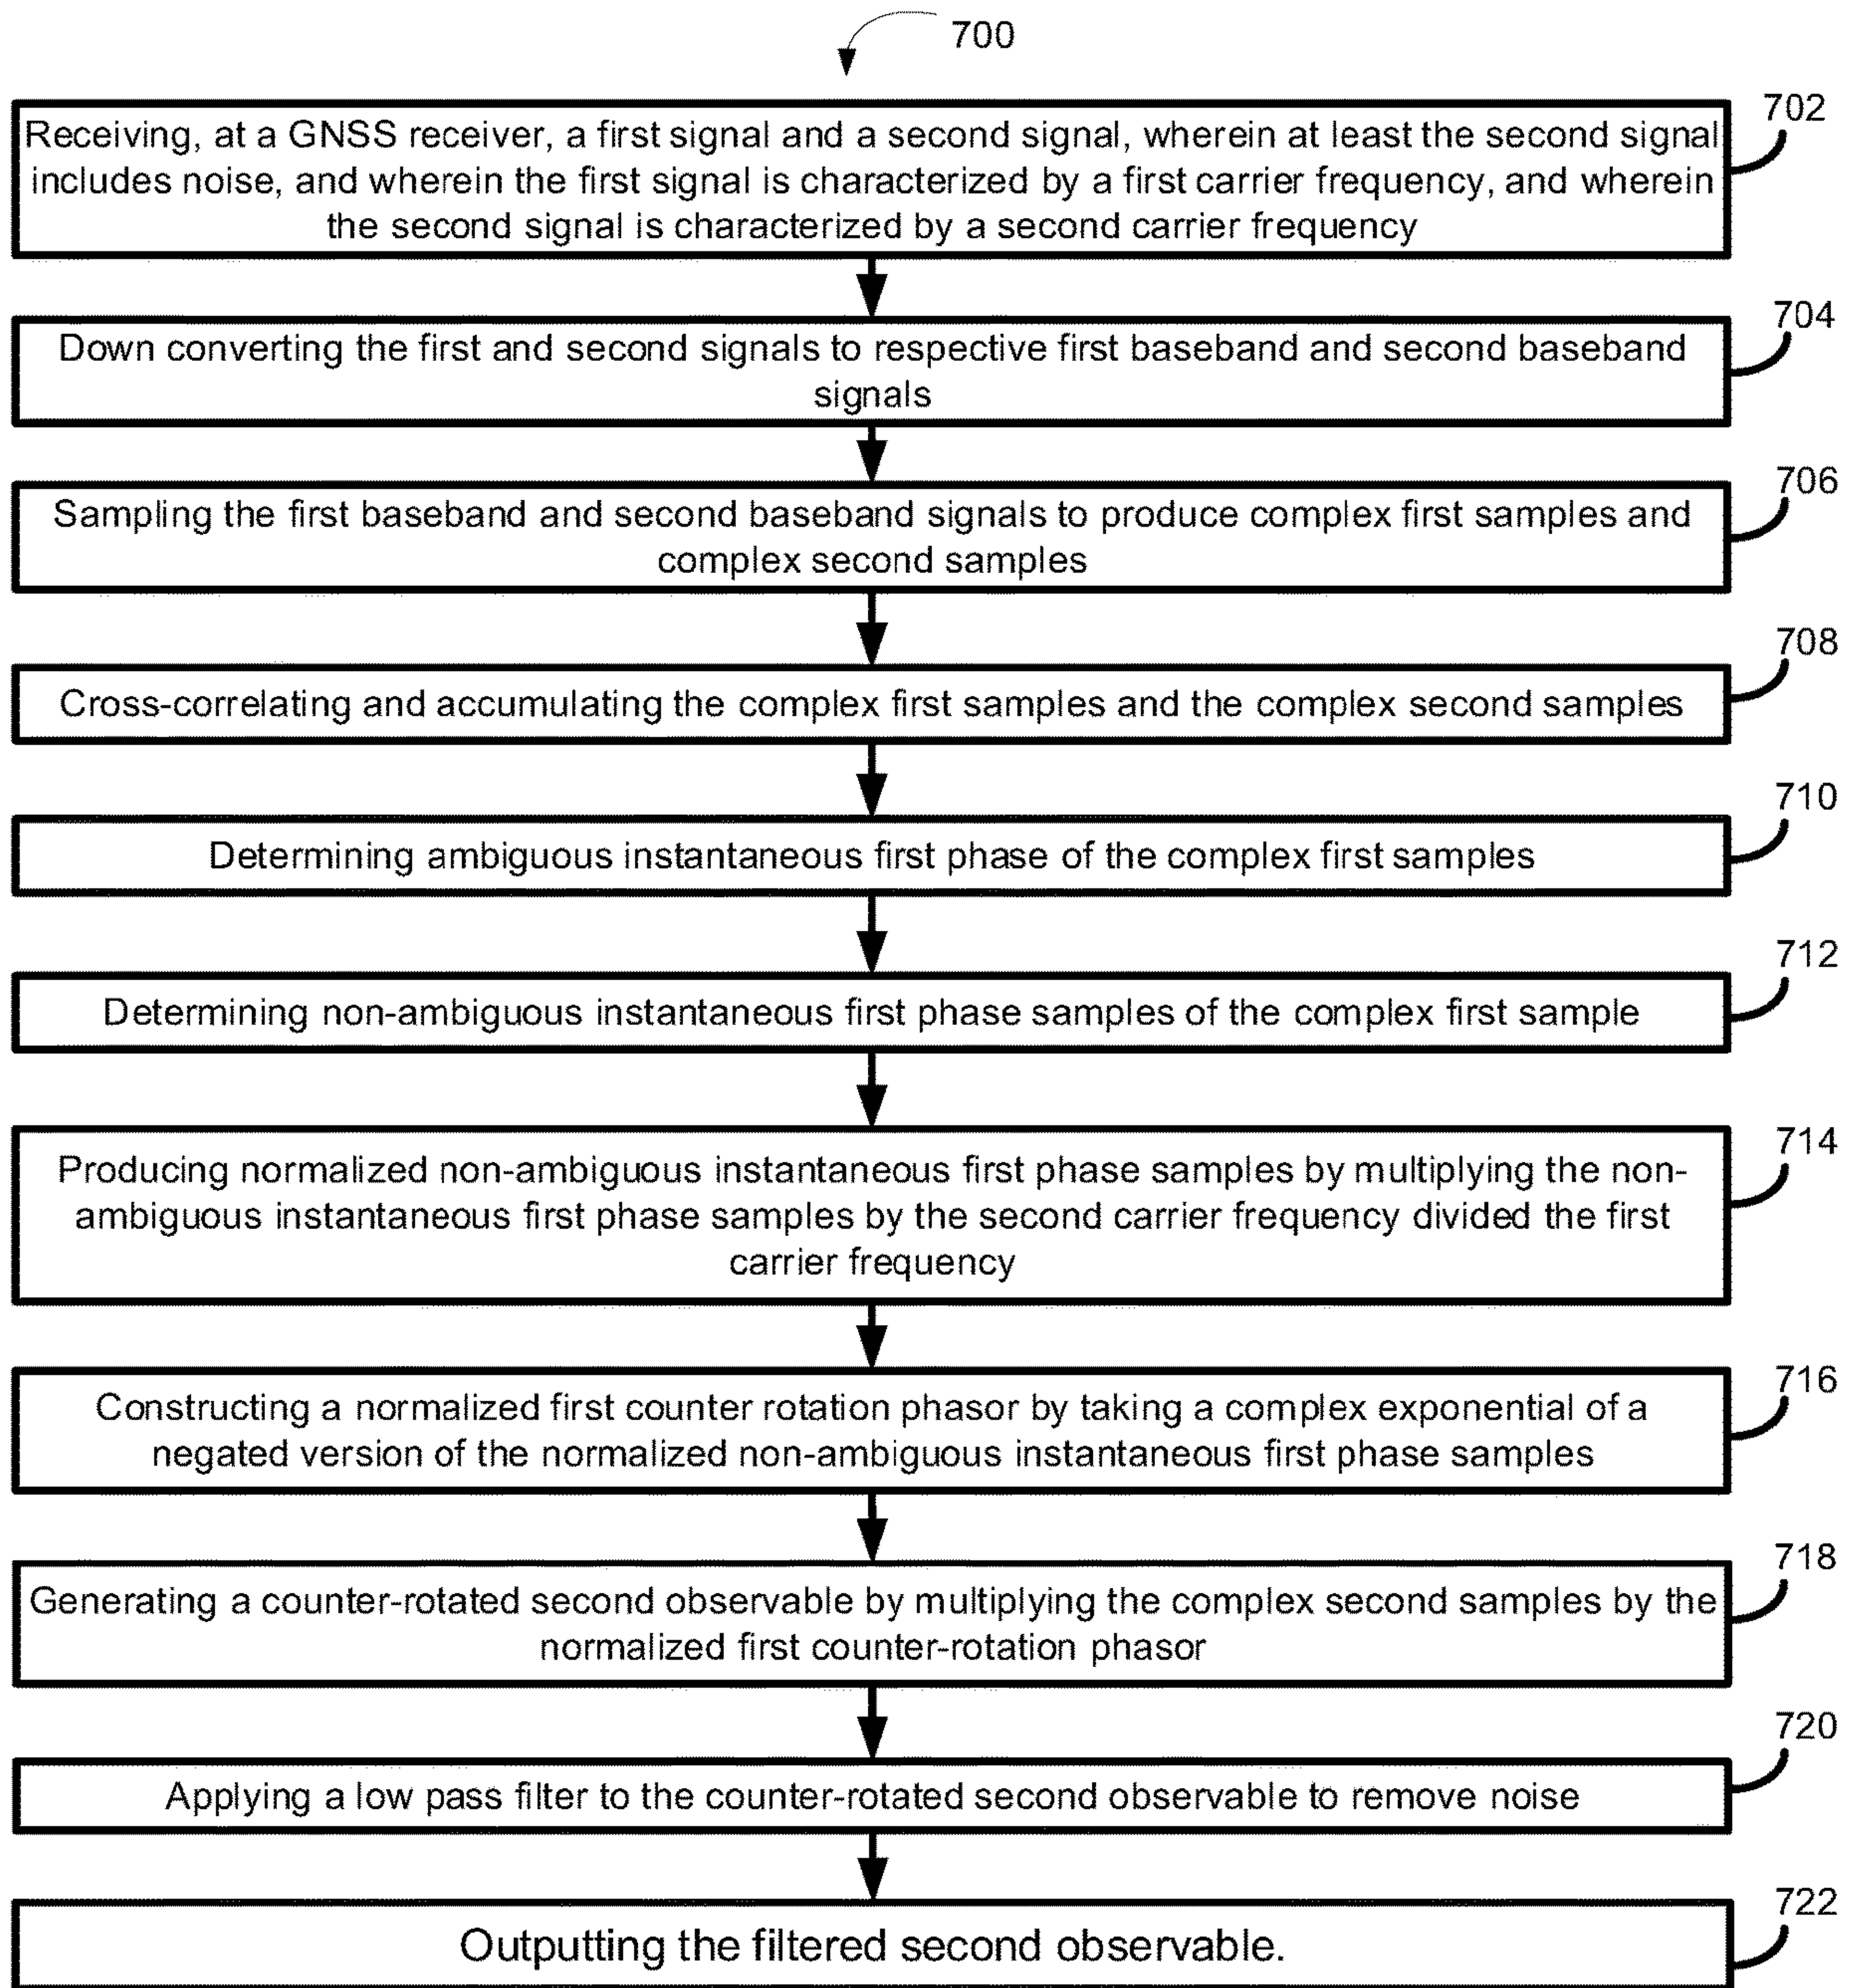 700
702
Receiving, at a GNSS receiver, a first signal and a second signal, wherein at least the second signal
includes noise, and wherein the first signal is characterized by a first carrier frequency, and wherein
the second signal is characterized by a second carrier frequency
704
Down converting the first and second signals to respective first baseband and second baseband
signals
706
Sampling the first baseband and second baseband signals to produce complex first samples and
complex second samples
708
Cross-correlating and accumulating the complex first samples and the complex second samples
710
Determining ambiguous instantaneous first phase of the complex first samples
712
Determining non-ambiguous instantaneous first phase samples of the complex first sample
714
Producing normalized non-ambiguous instantaneous first phase samples by multiplying the non-
ambiguous instantaneous first phase samples by the second carrier frequency divided the first
carrier frequency
716
Constructing a normalized first counter rotation phasor by taking a complex exponential of a
negated version of the normalized non-ambiguous instantaneous first phase samples
718
Generating a counter-rotated second observable by multiplying the complex second samples by the
normalized first counter-rotation phasor
720
Applying a low pass filter to the counter-rotated second observable to remove noise
722
Outputting the filtered second observable.